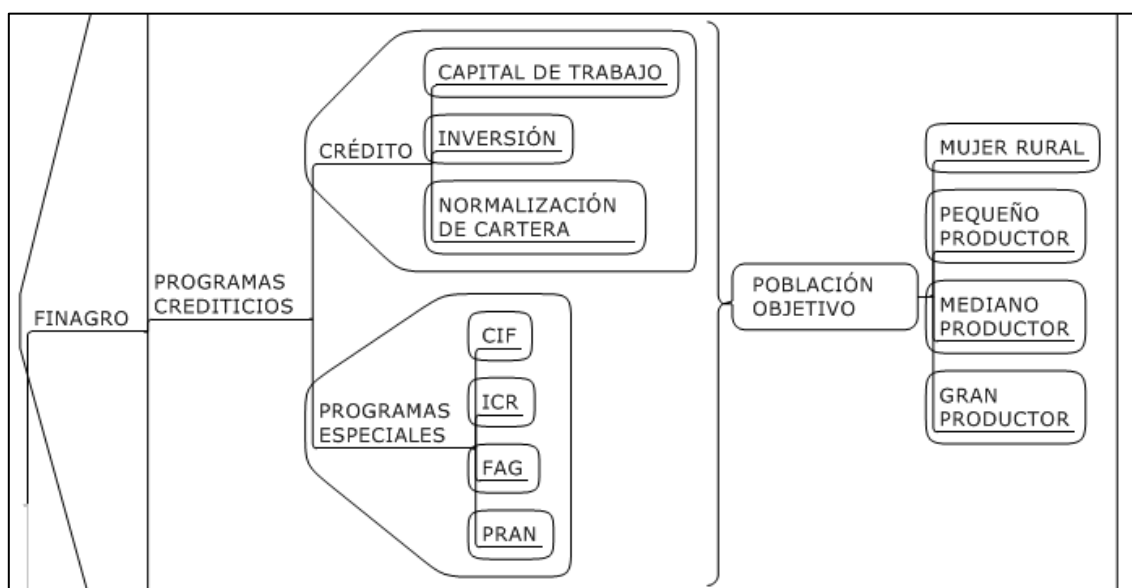 FINAGRO
PROGRAMAS
CREDITICIOS
CRÉDITO
CAPITAL DE TRABAJO
INVERSIÓN
NORMALIZACIÓN
DE CARTERA
PROGRAMAS
ESPECIALES
CIF
ICR
FAG
PRAN
POBLACIÓN
OBJETIVO
MUJER RURAL
PEQUEÑO
PRODUCTOR
MEDIANO
PRODUCTOR
GRAN
PRODUCTOR